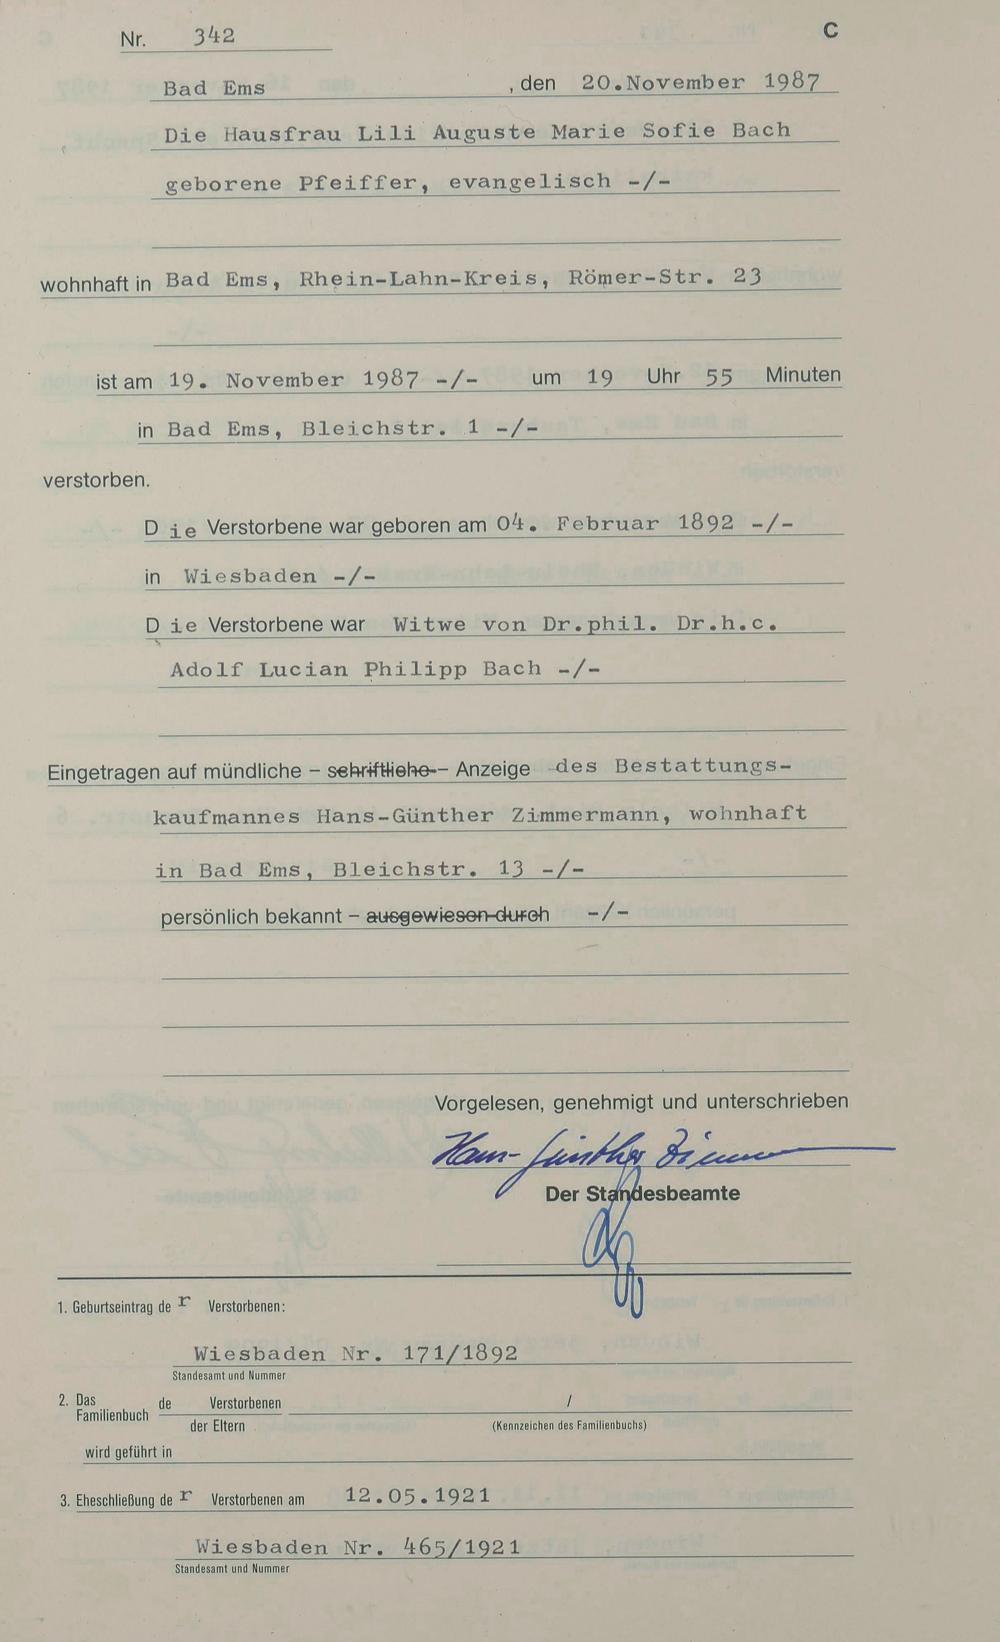 Nr. 342 C
Bad Ems , den 20.November 1987
Die Hausfrau Lili Auguste Marie Sofie Bach
geborene Pfeiffer, evangelisch -/-
wohnhaft in Bad Ems, Rhein-Lahn-Kreis, Römer-Str. 23
ist am 19. November 1987 -/- um 19 Uhr 55 Minuten
in Bad Ems, Bleichstr. 1 -/-
verstorben.
D ie Verstorbene war geboren am 04. Februar 1892 -/-
in Wiesbaden -/-
D ie Verstorbene war Witwe von Dr.phil. Dr.h.c.
Adolf Lucian Philipp Bach -/-
Eingetragen auf mündliche – schriftliche – Anzeige des Bestattungs-
kaufmannes Hans-Günther Zimmermann, wohnhaft
in Bad Ems, Bleichstr. 13 -/-
persönlich bekannt – ausgewiesen durch -/-
Vorgelesen, genehmigt und unterschrieben
Hans-Günther
Der Standesbeamte
1. Geburtseintrag de r Verstorbenen:
Wiesbaden Nr. 171/1892
Standesamt und Nummer
2. Das Familienbuch de Verstorbenen /
der Eltern (Kennzeichen des Familienbuchs)
wird geführt in
3. Eheschließung de r Verstorbenen am 12.05.1921
Wiesbaden Nr. 465/1921
Standesamt und Nummer